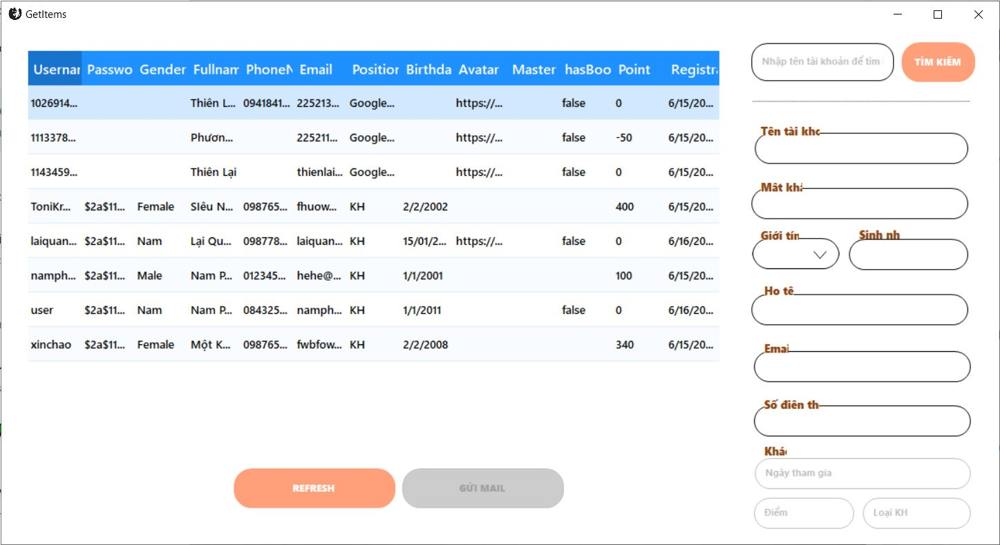 GetItems
Usernar Passwo Gender Fullnam PhoneN Email Position Birthda Avatar Master hasBoo Point Registra
1026914... Thiên L... 0941841... 225213... Google... https://... false 0 6/15/20...
1113378... Phươn... 225211... Google... https://... false -50 6/15/20...
1143459... Thiên Lại thienlai... Google... https://... false 0 6/15/20...
ToniKr... $2a$11... Female SIêu N... 098765... fhuow... KH 2/2/2002 400 6/15/20...
laiquan... $2a$11... Nam Lại Qu... 098778... laiquan... KH 15/01/2... https://... false 0 6/16/20...
namph... $2a$11... Male Nam P... 012345... hehe@... KH 1/1/2001 100 6/15/20...
user $2a$11... Nam Nam P... 084325... namph... KH 1/1/2011 false 0 6/16/20...
xinchao $2a$11... Female Một K... 098765... fwbfow... KH 2/2/2008 340 6/15/20...
REFRESH GỬI MAIL
Nhập tên tài khoản để tìm TÌM KIẾM
Tên tài kho
Mât khá
Giới tín Sinh nh
Ho tê
Emai
Số điên th
Khác
Ngày tham gia
Điểm Loại KH